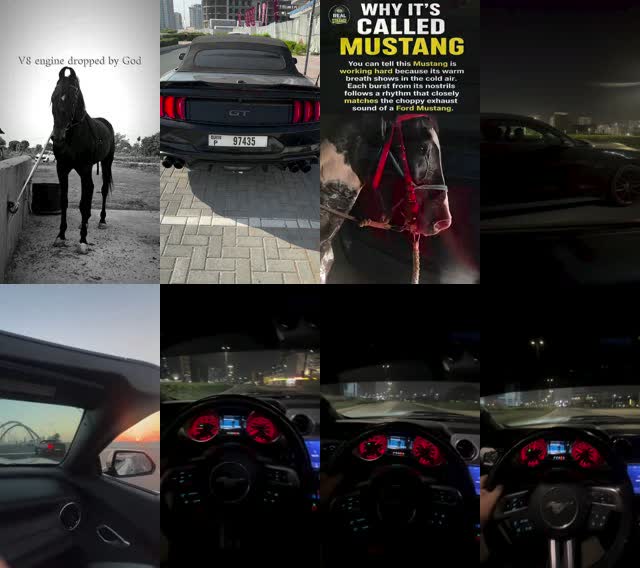 V8 engine dropped by God
GT
P 97435
REAL
WHY IT'S
CALLED
MUSTANG
You can tell this Mustang is
working hard because its warm
breath shows in the cold air.
Each burst from its nostrils
follows a rhythm that closely
matches the choppy exhaust
sound of a Ford Mustang.